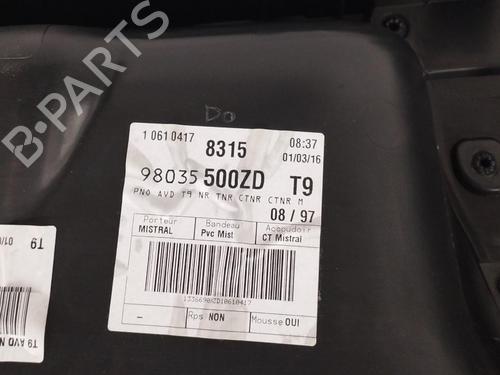 Do
1 0610417 8315 08:37
01/03/16
98035 500ZD T9
PNO AVD T9 NR TNR CTNR CTNR M
08 / 97
Porteur Bandeau Accoudoir
MISTRAL Pvc Mist CT Mistral
1336690XZD10610417
- Rps NON Mousse OUI
T9
T9 AVD N
B-PARTS